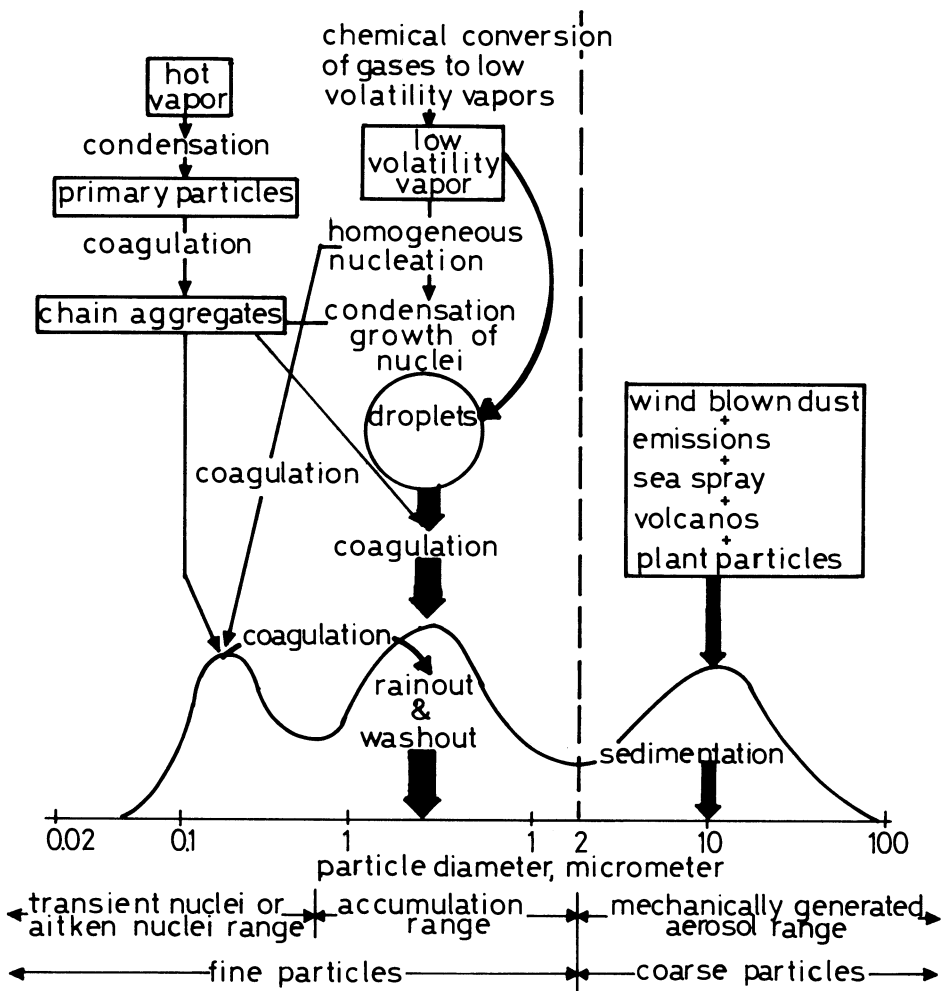 chemical conversion
of gases to low
volatility vapors
hot
vapor
condensation
primary particles
coagulation
chain aggregates
low
volatility
vapor
homogeneous
nucleation
condensation
growth of
nuclei
droplets
coagulation
coagulation
coagulation
rainout
&
washout
wind blown dust
+
emissions
+
sea spray
+
volcanos
+
plant particles
sedimentation
0.02 0.1 1 1 2 10 100
particle diameter, micrometer
transient nuclei or
aitken nuclei range
accumulation
range
mechanically generated
aerosol range
fine particles
coarse particles